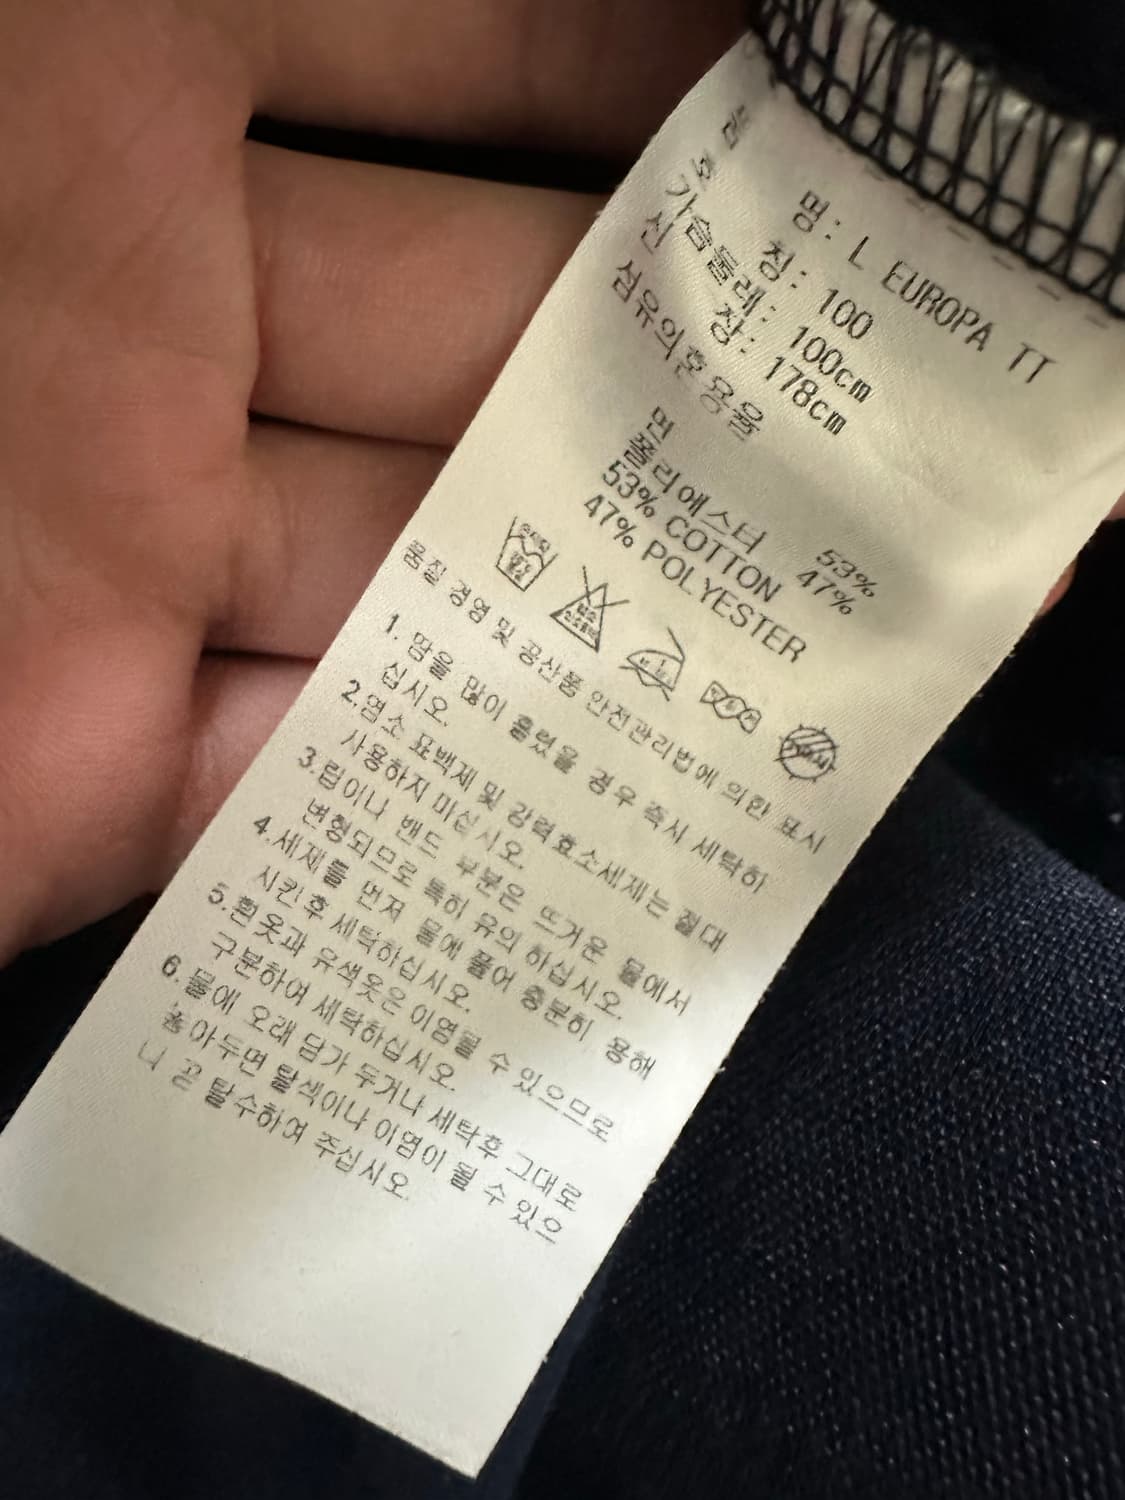 품 명: L EUROPA TT
호 칭: 100
가슴둘레: 100cm
신 장: 178cm
섬유의혼용율
면 53%
폴리에스터 47%
53% COTTON
47% POLYESTER
품질 경영 및 공산품 안전관리법에 의한 표시
1. 땀을 많이 흘렸을 경우 즉시 세탁하
십시오.
2.염소 표백제 및 강력효소세제는 절대
사용하지 마십시오.
3.립이나 밴드 부분은 뜨거운 물에서
변형되므로 특히 유의 하십시오.
4.세제를 먼저 물에 풀어 충분히 용해
시킨후 세탁하십시오.
5.흰옷과 유색옷은 이염될 수 있으므로
구분하여 세탁하십시오.
6.물에 오래 담가 두거나 세탁후 그대로
놓아두면 탈색이나 이염이 될 수 있으
니 곧 탈수하여 주십시오.